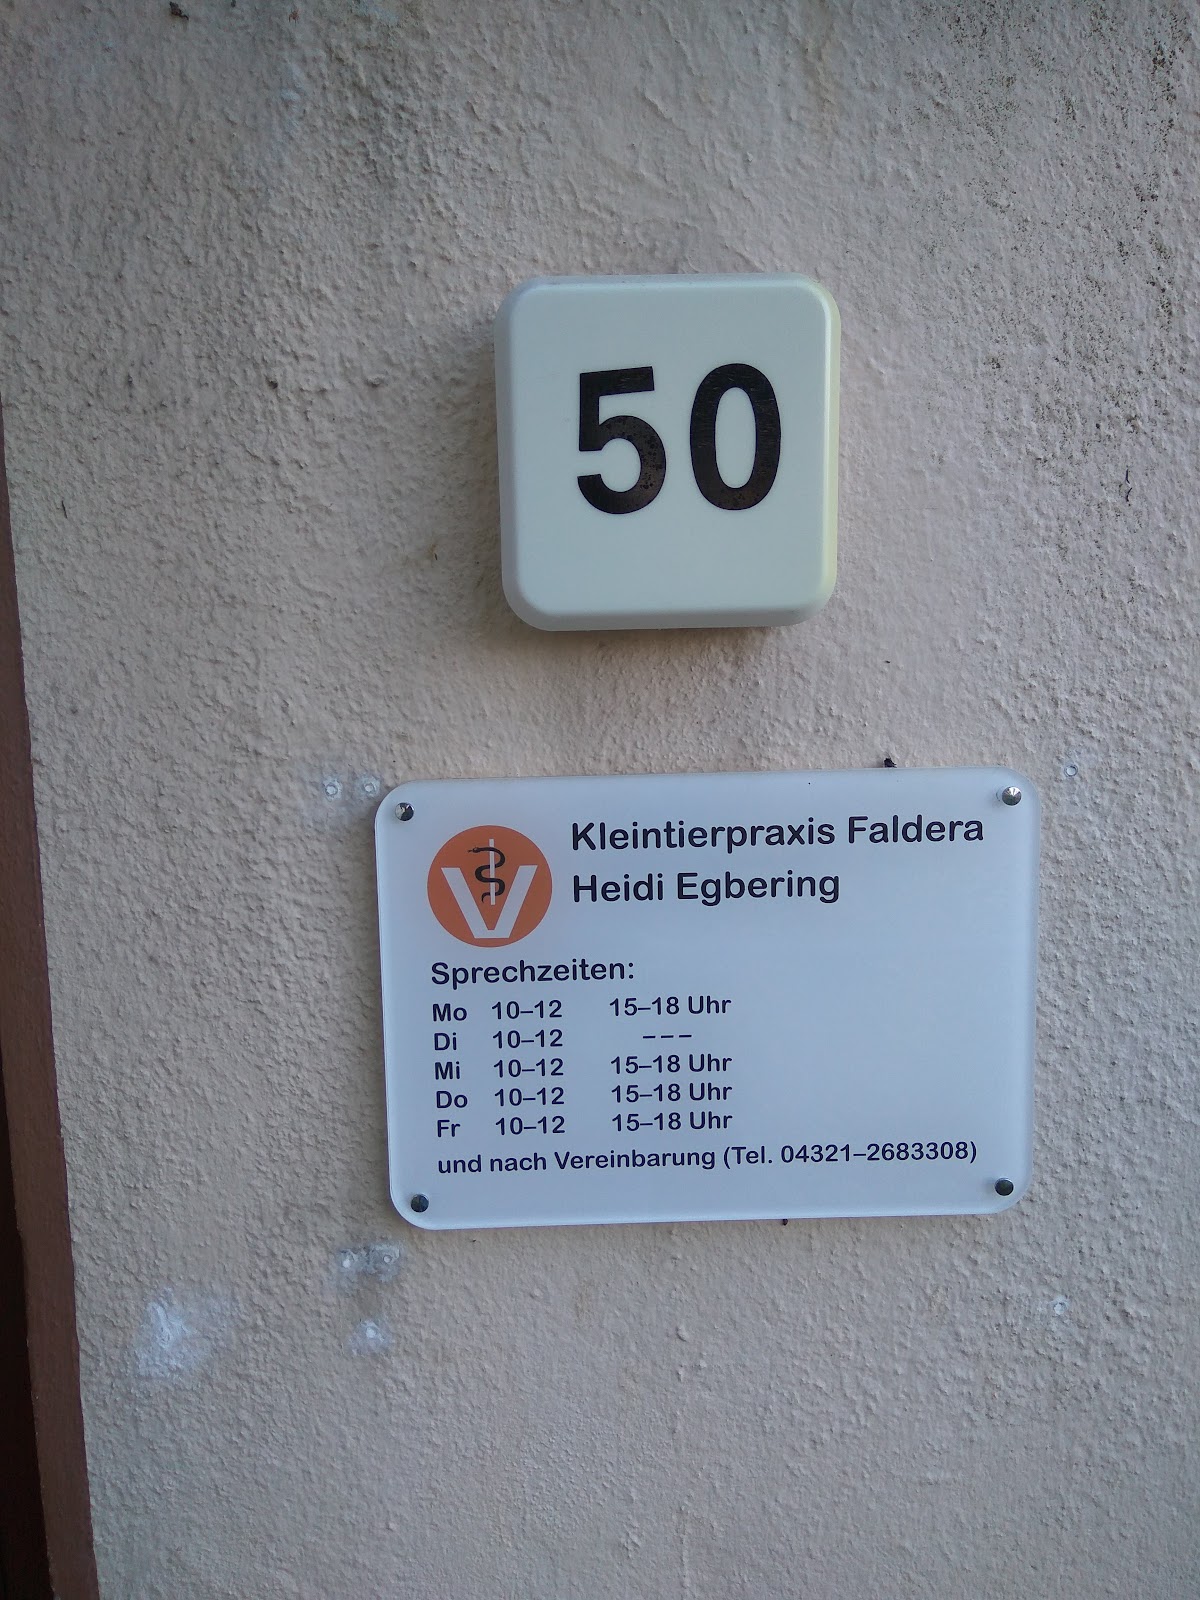 50
Kleintierpraxis Faldera
Heidi Egbering
Sprechzeiten:
Mo 10–12 15–18 Uhr
Di 10–12 – – –
Mi 10–12 15–18 Uhr
Do 10–12 15–18 Uhr
Fr 10–12 15–18 Uhr
und nach Vereinbarung (Tel. 04321–2683308)